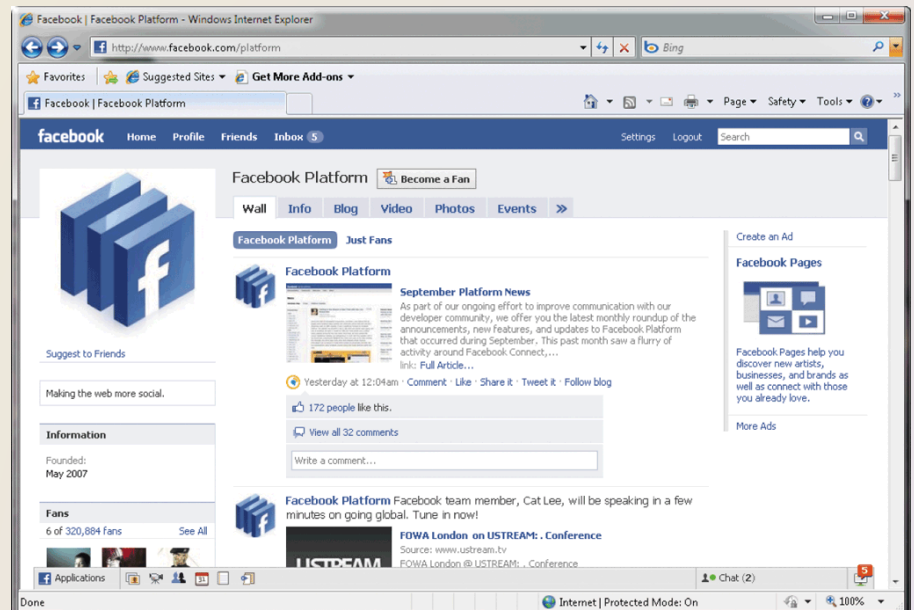 Facebook | Facebook Platform - Windows Internet Explorer
http://www.facebook.com/platform
Bing
Favorites Suggested Sites Get More Add-ons
Facebook | Facebook Platform
Page Safety Tools
facebook Home Profile Friends Inbox 5 Settings Logout Search
Facebook Platform Become a Fan
Wall Info Blog Video Photos Events »
Facebook Platform Just Fans
Suggest to Friends
Making the web more social.
Information
Founded:
May 2007
Fans
6 of 320,884 fans See All
Facebook Platform
September Platform News
As part of our ongoing effort to improve communication with our
developer community, we offer you the latest monthly roundup of the
announcements, new features, and updates to Facebook Platform
that occurred during September. This past month saw a flurry of
activity around Facebook Connect,...
link: Full Article...
Yesterday at 12:04am · Comment · Like · Share it · Tweet it · Follow blog
172 people like this.
View all 32 comments
Write a comment...
Facebook Platform Facebook team member, Cat Lee, will be speaking in a few
minutes on going global. Tune in now!
USTREAM
FOWA London on USTREAM: . Conference
Source: www.ustream.tv
FOWA London @ USTREAM: . Conference
Create an Ad
Facebook Pages
Facebook Pages help you
discover new artists,
businesses, and brands as
well as connect with those
you already love.
More Ads
Applications 31 Chat (2) 5
Done Internet | Protected Mode: On 100%